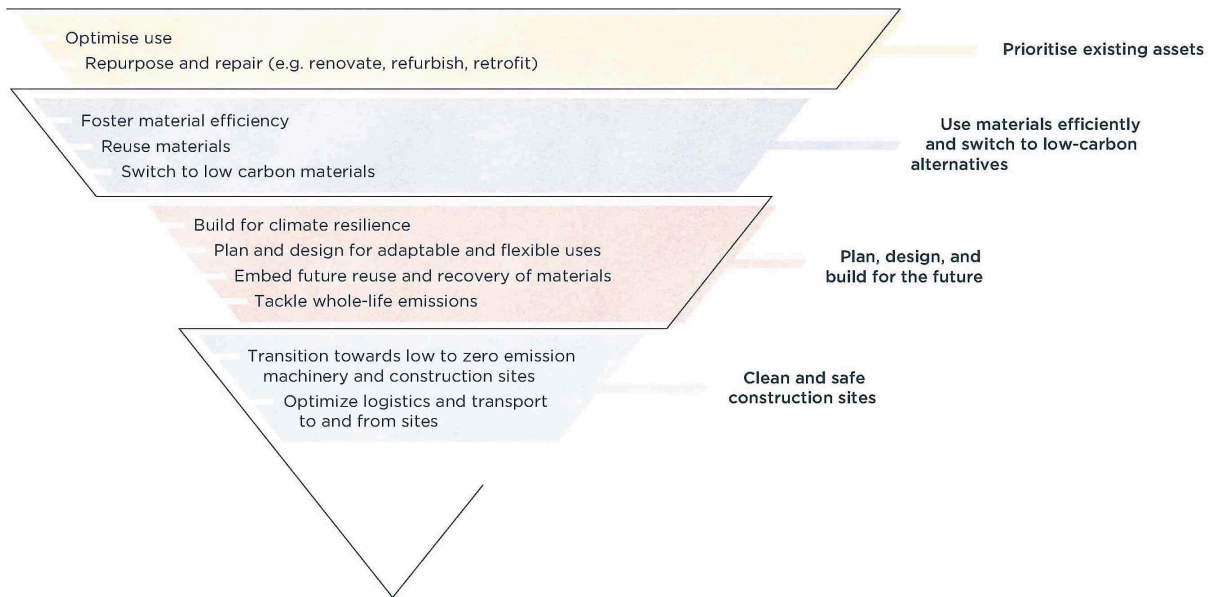 Optimise use
Repurpose and repair (e.g. renovate, refurbish, retrofit)
Prioritise existing assets
Foster material efficiency
Reuse materials
Switch to low carbon materials
Use materials efficiently
and switch to low-carbon
alternatives
Build for climate resilience
Plan and design for adaptable and flexible uses
Embed future reuse and recovery of materials
Tackle whole-life emissions
Plan, design, and
build for the future
Transition towards low to zero emission
machinery and construction sites
Optimize logistics and transport
to and from sites
Clean and safe
construction sites